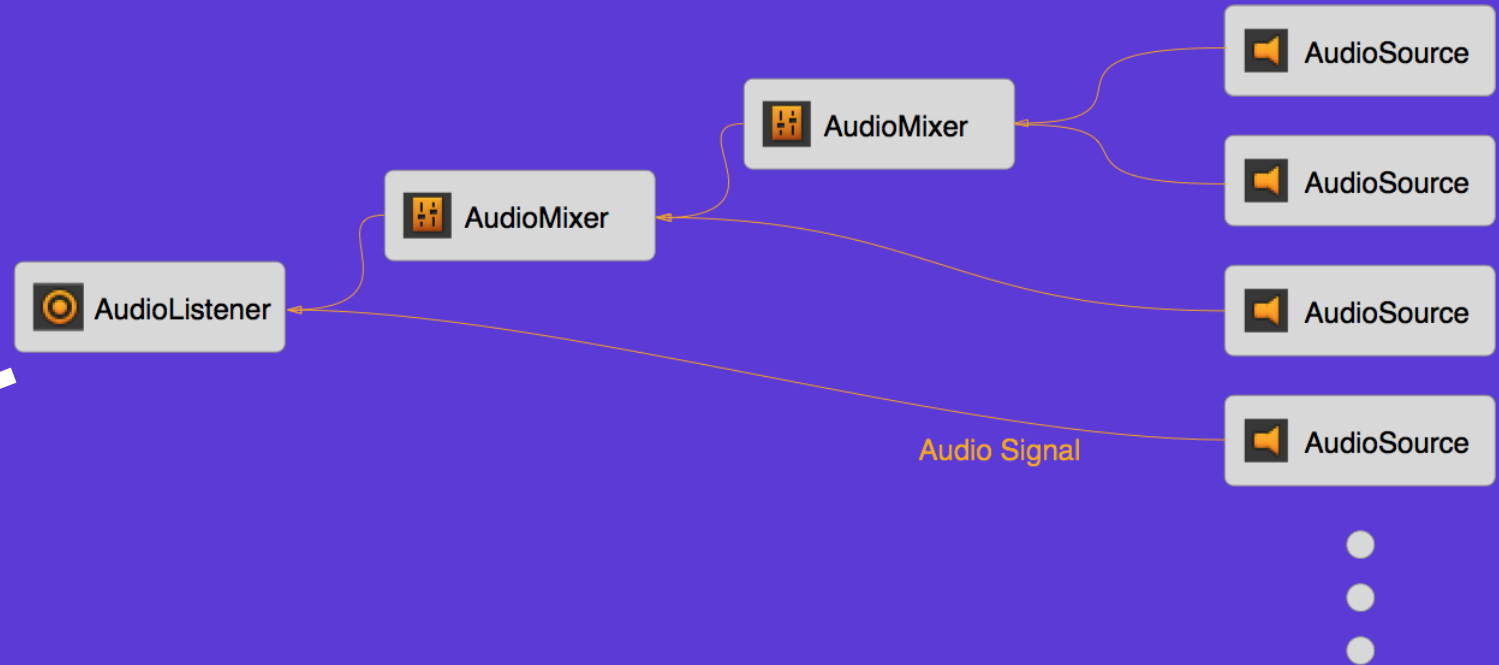 AudioSource
AudioMixer
AudioSource
AudioMixer
AudioListener
AudioSource
AudioSource
Audio Signal